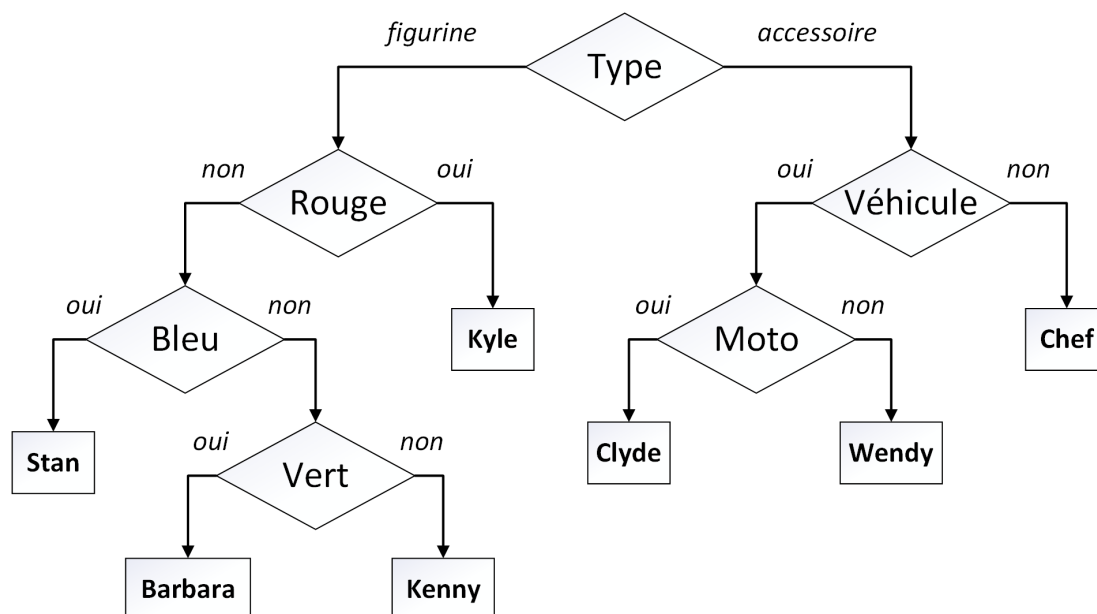 figurine
accessoire
Type
non
oui
oui
non
Rouge
Véhicule
oui
non
oui
non
Bleu
Kyle
Moto
Chef
oui
non
Stan
Clyde
Wendy
Vert
Barbara
Kenny